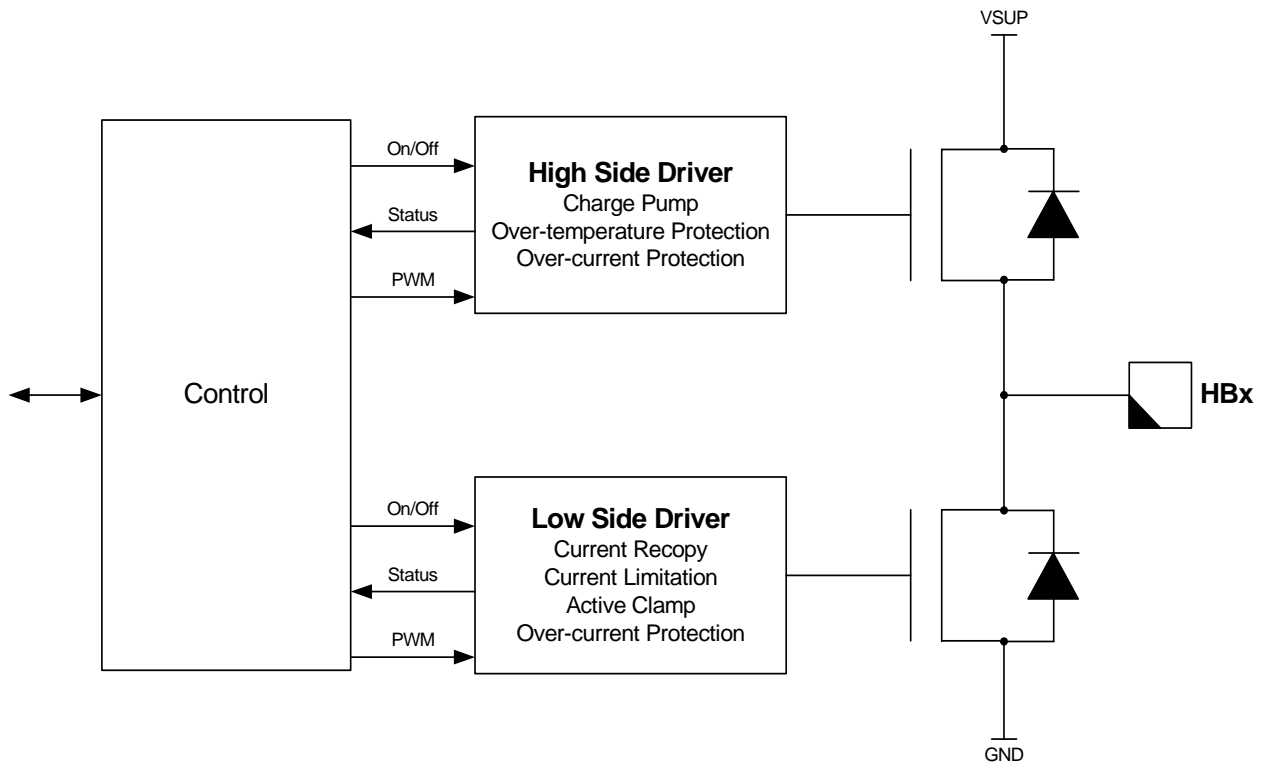 VSUP
On/Off
Status
PWM
High Side Driver
Charge Pump
Over-temperature Protection
Over-current Protection
Control
HBx
On/Off
Status
PWM
Low Side Driver
Current Recopy
Current Limitation
Active Clamp
Over-current Protection
GND